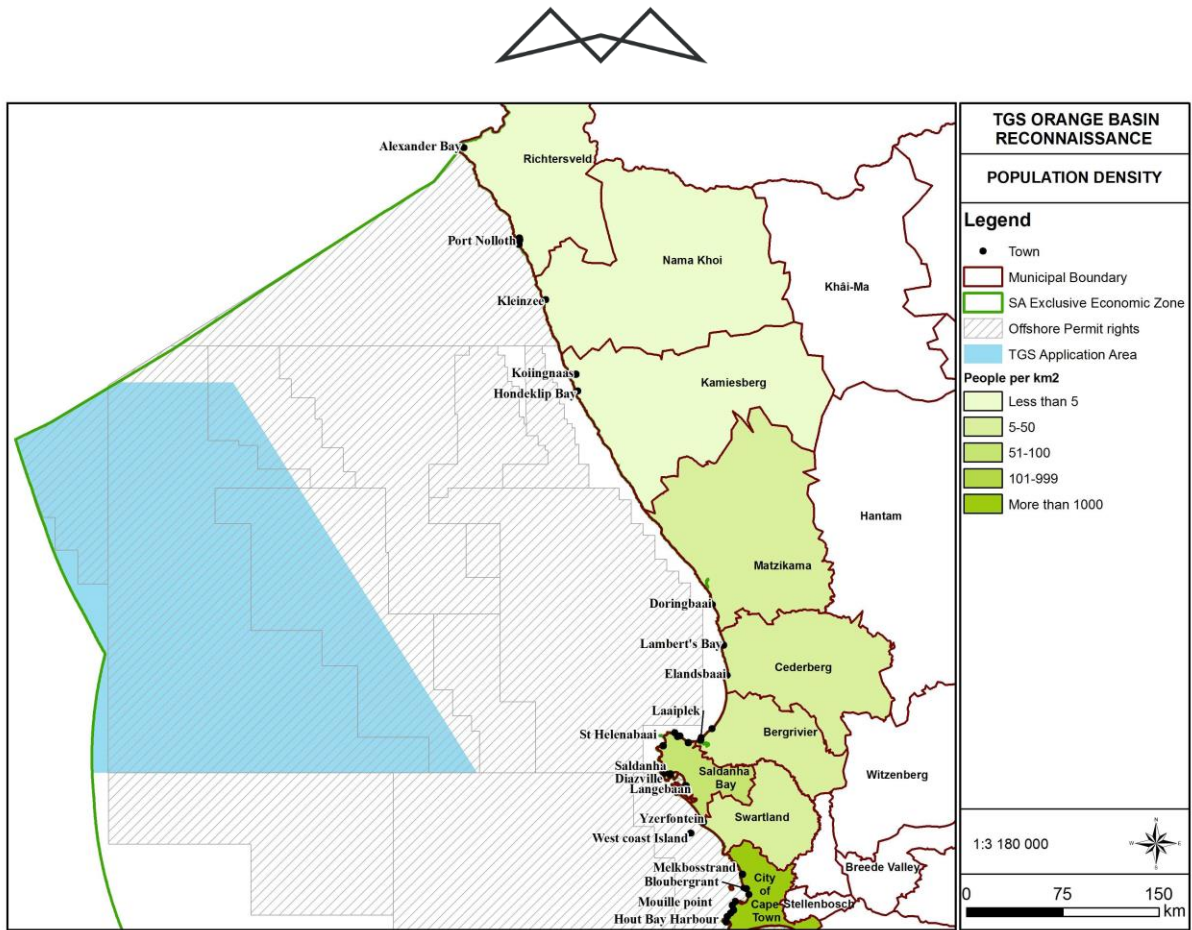 Alexander Bay
Richtersveld
Port Nolloth
Nama Khoi
Khâi-Ma
Kleinzee
Koiingnaas
Kamiesberg
Hondeklip Bay
Hantam
Matzikama
Doringbaai
Lambert's Bay
Cederberg
Elandsbaai
Laaiplek
St Helenabaai
Bergrivier
Witzenberg
Saldanha
Diazville
Langebaan
Saldanha
Bay
Yzerfontein
Swartland
West coast Island
Melkbosstrand
Bloubergrant
Breede Valley
City
of
Cape
Town
Mouille point
Stellenbosch
Hout Bay Harbour
TGS ORANGE BASIN
RECONNAISSANCE
POPULATION DENSITY
Legend
Town
Municipal Boundary
SA Exclusive Economic Zone
Offshore Permit rights
TGS Application Area
People per km2
Less than 5
5-50
51-100
101-999
More than 1000
1:3 180 000
N
W E
S
0 75 150
km